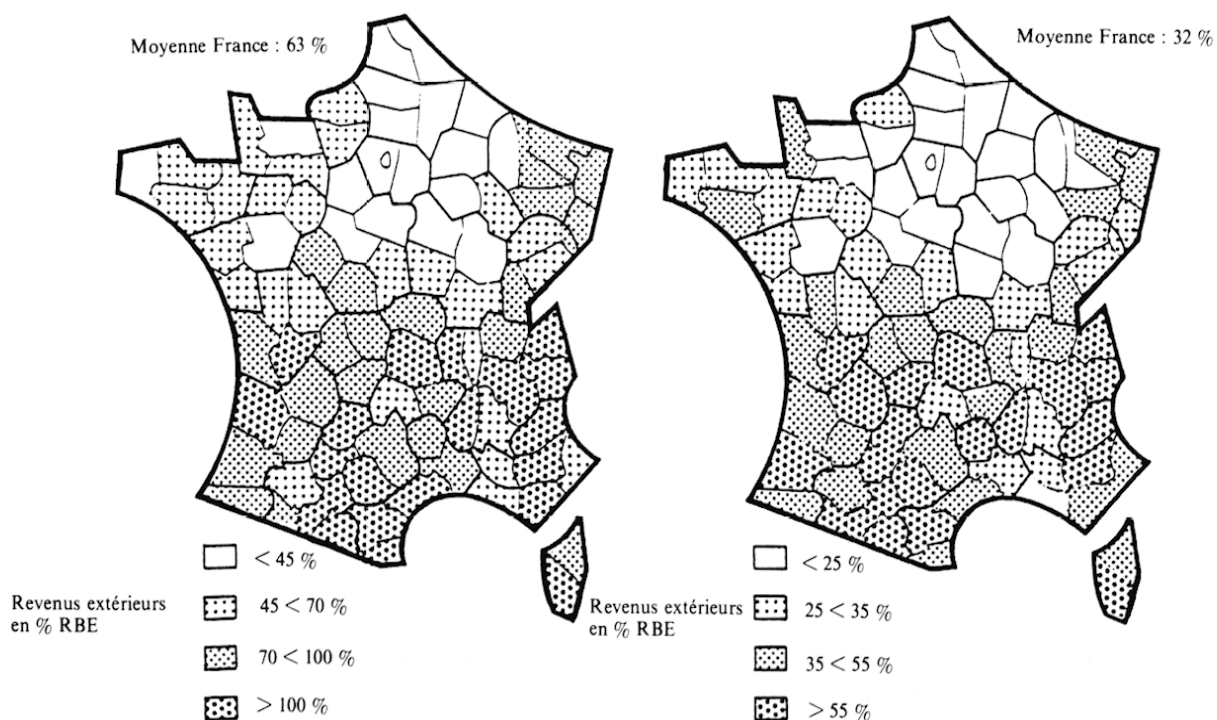 Moyenne France : 63 %
Moyenne France : 32 %
< 45 %
Revenus extérieurs
en % RBE
45 < 70 %
70 < 100 %
> 100 %
< 25 %
Revenus extérieurs
en % RBE
25 < 35 %
35 < 55 %
> 55 %